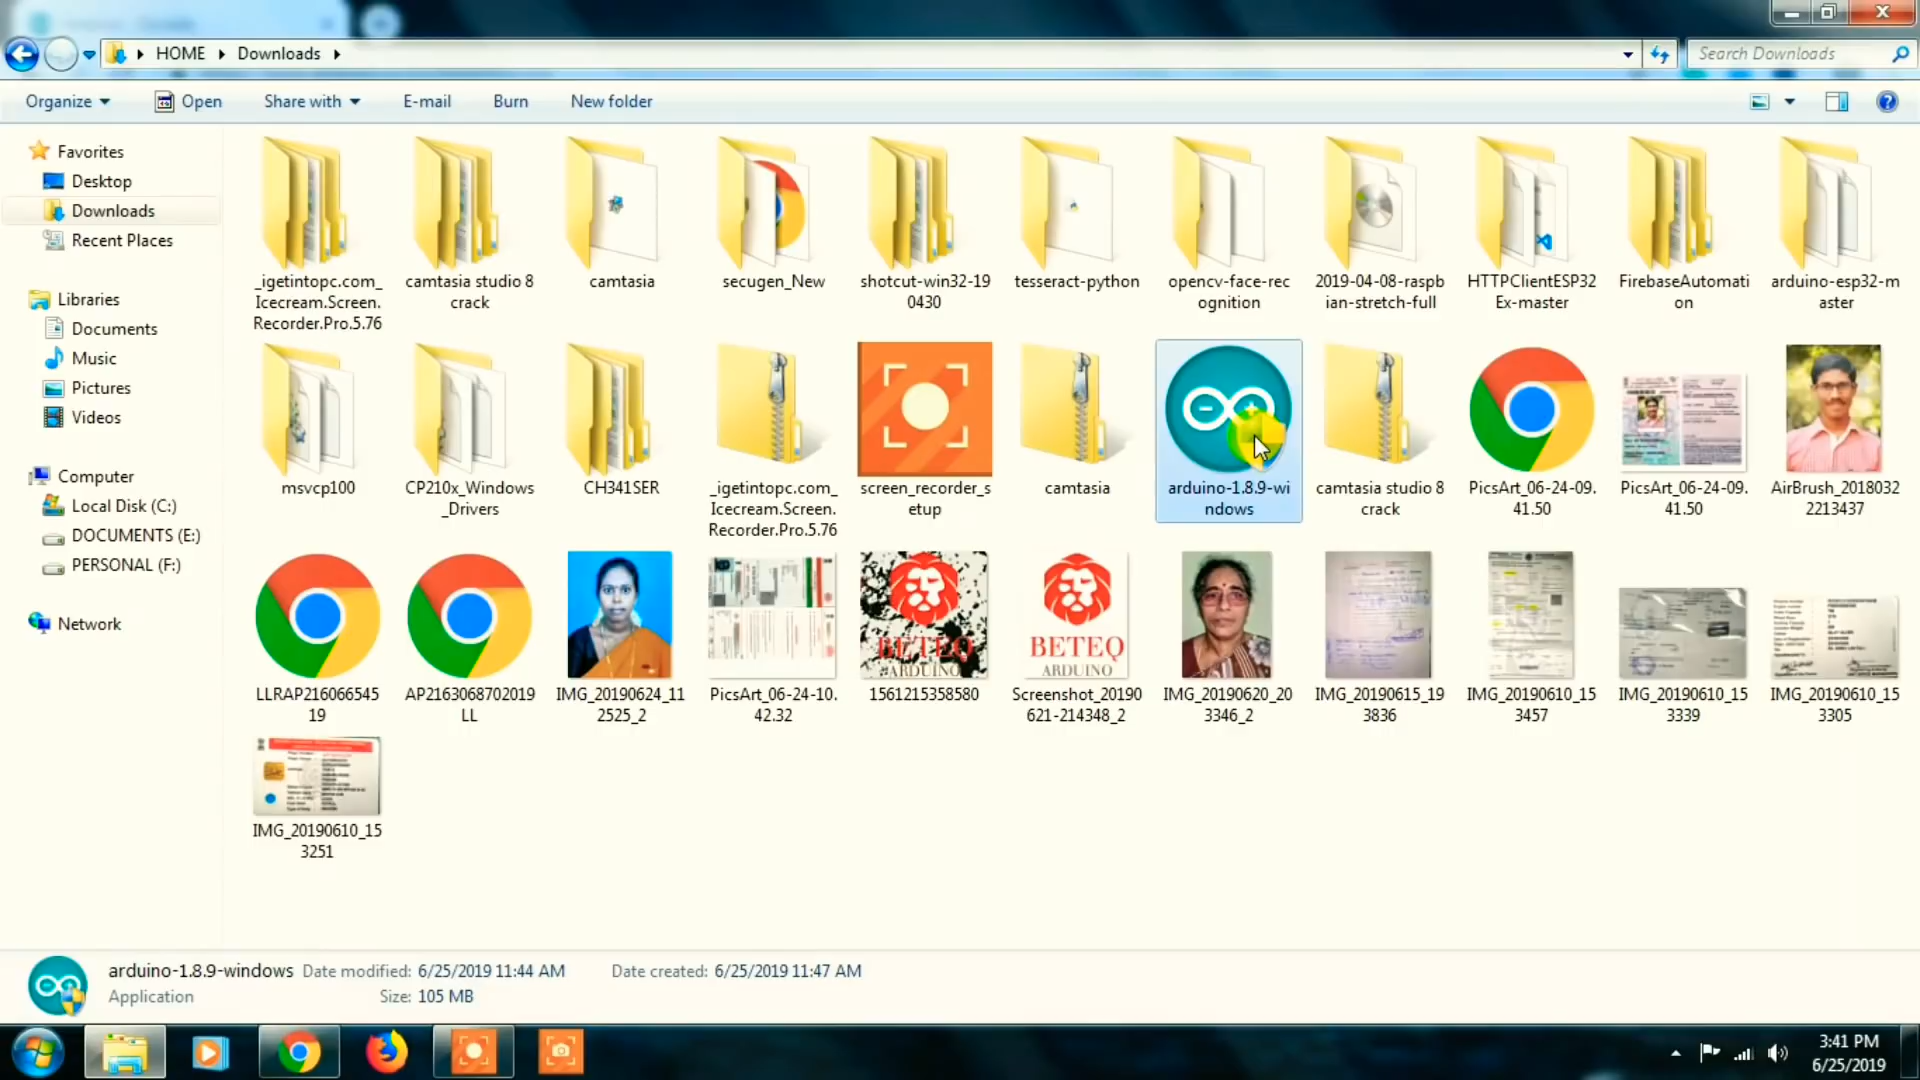 HOME Downloads
Search Downloads
Organize Open Share with E-mail Burn New folder
Favorites
Desktop
Downloads
Recent Places
Libraries
Documents
Music
Pictures
Videos
Computer
Local Disk (C:)
DOCUMENTS (E:)
PERSONAL (F:)
Network
_igetintopc.com_
Icecream.Screen.
Recorder.Pro.5.76
camtasia studio 8
crack
camtasia
secugen_New
shotcut-win32-19
0430
tesseract-python
opencv-face-rec
ognition
2019-04-08-raspb
ian-stretch-full
HTTPClientESP32
Ex-master
FirebaseAutomati
on
arduino-esp32-m
aster
msvcp100
CP210x_Windows
_Drivers
CH341SER
_igetintopc.com_
Icecream.Screen.
Recorder.Pro.5.76
screen_recorder_s
etup
camtasia
arduino-1.8.9-wi
ndows
camtasia studio 8
crack
PicsArt_06-24-09.
41.50
PicsArt_06-24-09.
41.50
AirBrush_2018032
2213437
LLRAP216066545
19
AP2163068702019
LL
IMG_20190624_11
2525_2
PicsArt_06-24-10.
42.32
BETEQ
ARDUINO
1561215358580
BETEQ
ARDUINO
Screenshot_20190
621-214348_2
IMG_20190620_20
3346_2
IMG_20190615_19
3836
IMG_20190610_15
3457
IMG_20190610_15
3339
IMG_20190610_15
3305
IMG_20190610_15
3251
arduino-1.8.9-windows Date modified: 6/25/2019 11:44 AM Date created: 6/25/2019 11:47 AM
Application Size: 105 MB
3:41 PM
6/25/2019